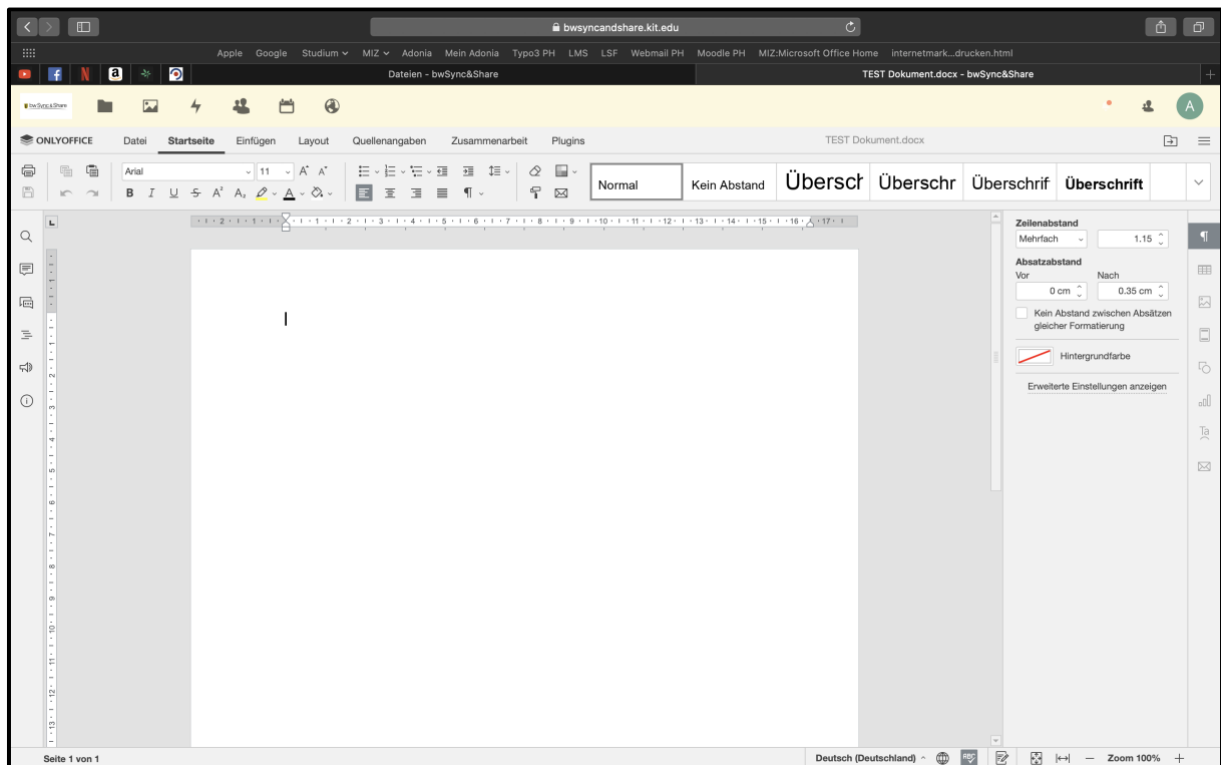 bwsyncandshare.kit.edu
Apple Google Studium MIZ Adonia Mein Adonia Typo3 PH LMS LSF Webmail PH Moodle PH MIZ:Microsoft Office Home internetmark...drucken.html
Dateien - bwSync&Share TEST Dokument.docx - bwSync&Share
bwSync&Share A
ONLYOFFICE Datei Startseite Einfügen Layout Quellenangaben Zusammenarbeit Plugins TEST Dokument.docx
Arial 11
Normal Kein Abstand Übersch Überschr Überschrif Überschrift
Zeilenabstand
Mehrfach 1.15
Absatzabstand
Vor Nach
0 cm 0.35 cm
Kein Abstand zwischen Absätzen
gleicher Formatierung
Hintergrundfarbe
Erweiterte Einstellungen anzeigen
Seite 1 von 1 Deutsch (Deutschland) Zoom 100%